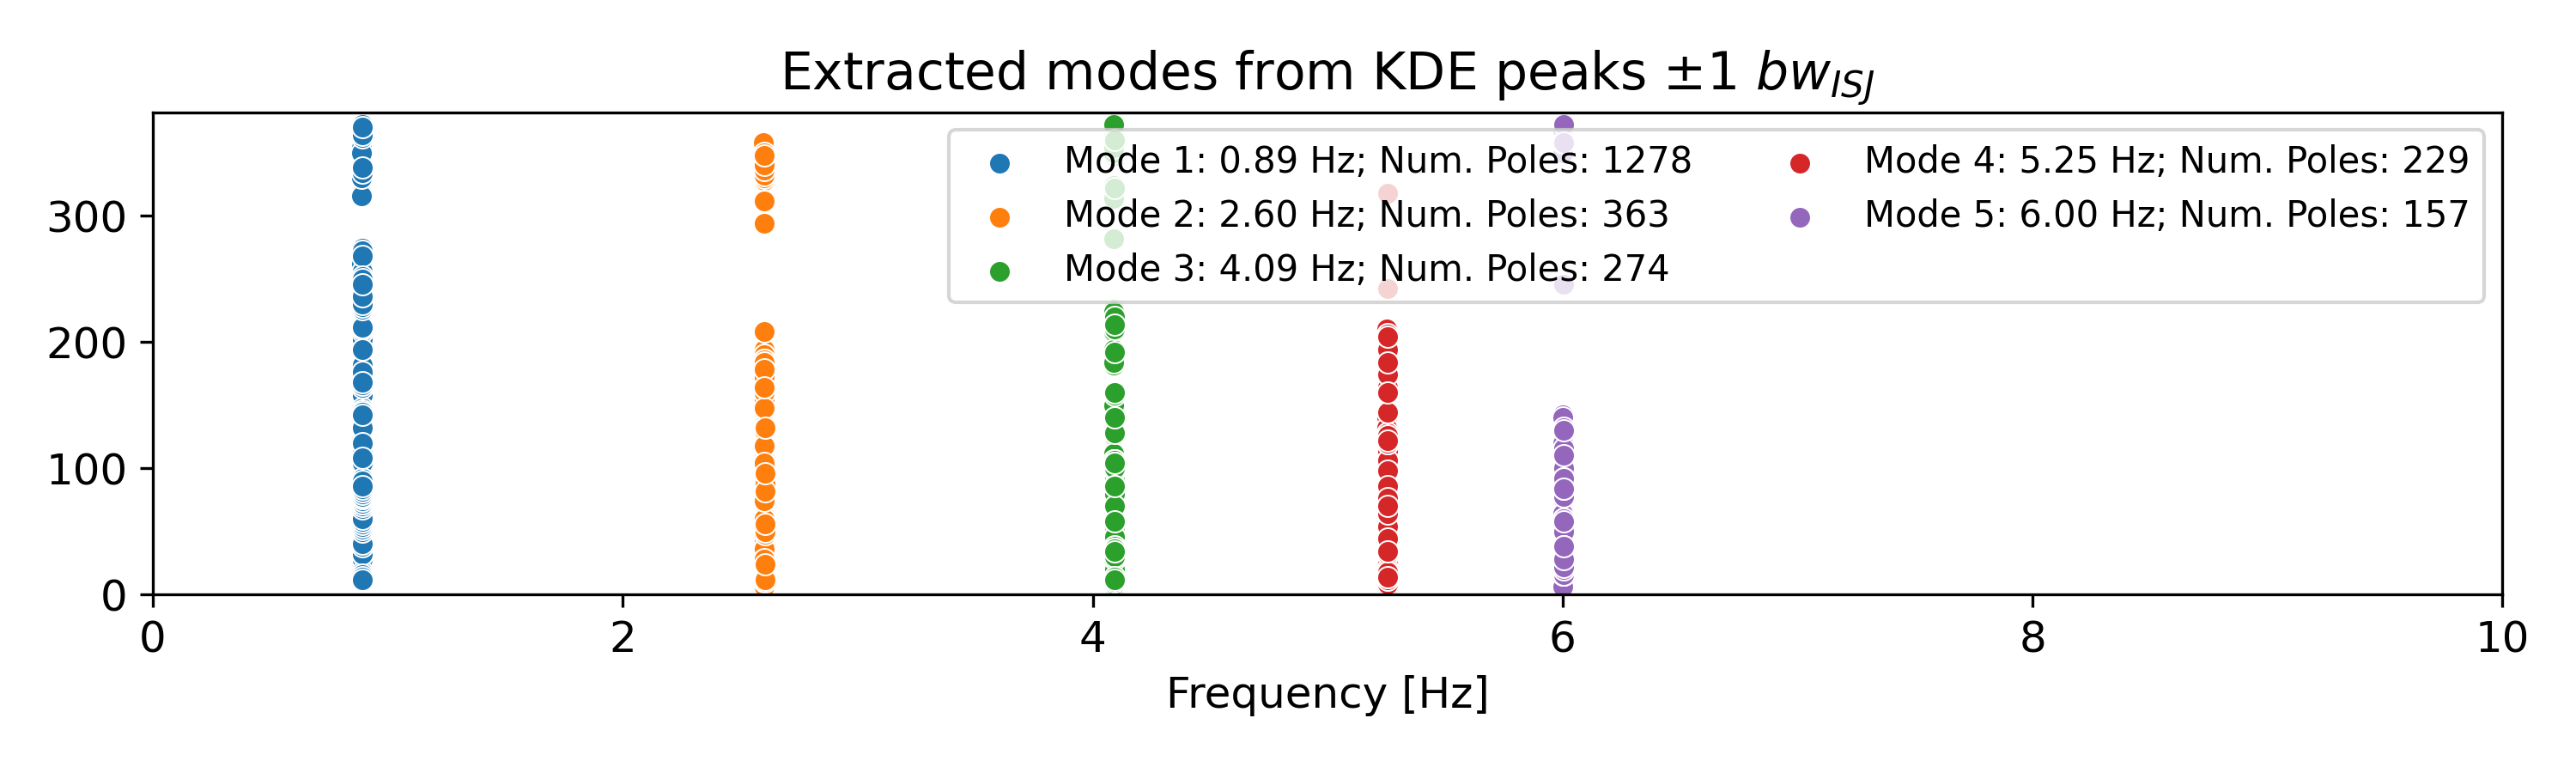 Extracted modes from KDE peaks ±1 bw_{ISJ}
Mode 1: 0.89 Hz; Num. Poles: 1278
Mode 2: 2.60 Hz; Num. Poles: 363
Mode 3: 4.09 Hz; Num. Poles: 274
Mode 4: 5.25 Hz; Num. Poles: 229
Mode 5: 6.00 Hz; Num. Poles: 157
300
200
100
0
0 2 4 6 8 10
Frequency [Hz]